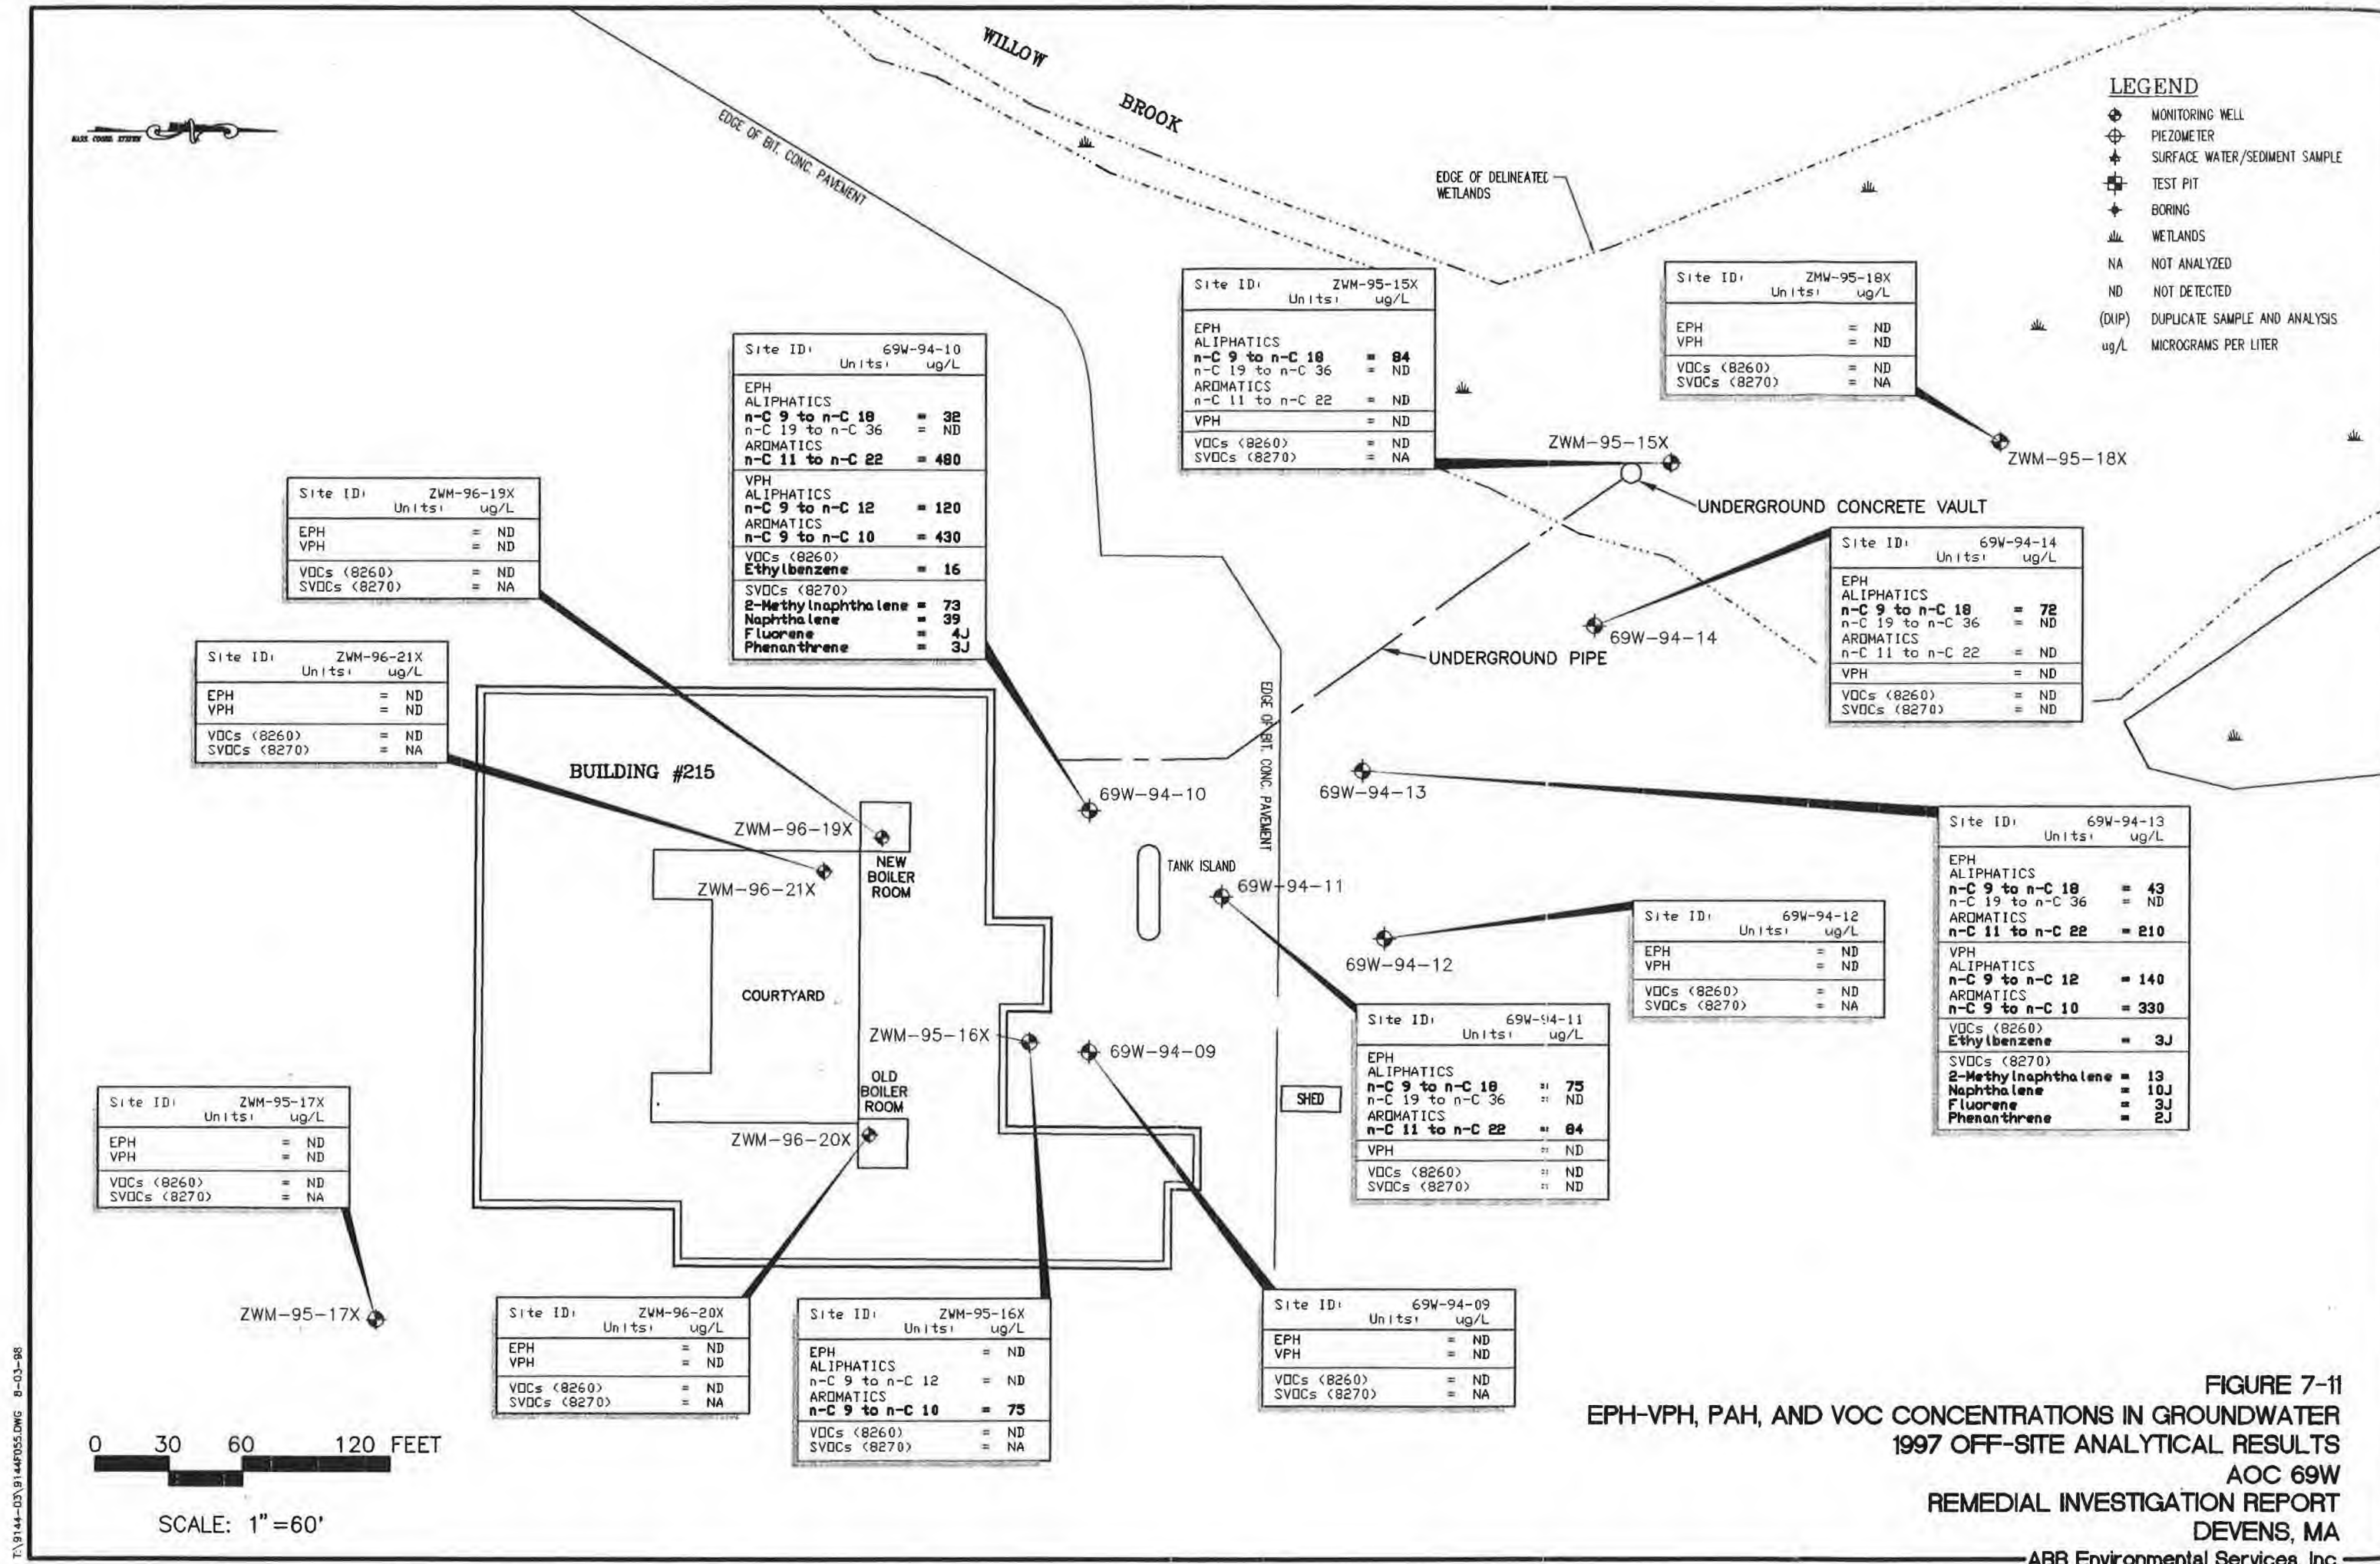 WILLOW
BROOK
MASS COORD. SYSTEM
EDGE OF BIT. CONC. PAVEMENT
EDGE OF DELINEATED
WETLANDS
LEGEND
MONITORING WELL
PIEZOMETER
SURFACE WATER/SEDIMENT SAMPLE
TEST PIT
BORING
WETLANDS
NA NOT ANALYZED
ND NOT DETECTED
(DUP) DUPLICATE SAMPLE AND ANALYSIS
ug/L MICROGRAMS PER LITER
Site ID: ZWM-95-15X
Units: ug/L
EPH
ALIPHATICS
n-C 9 to n-C 18 = 84
n-C 19 to n-C 36 = ND
AROMATICS
n-C 11 to n-C 22 = ND
VPH = ND
VOCs (8260) = ND
SVOCs (8270) = NA
ZWM-95-15X
Site ID: ZMW-95-18X
Units: ug/L
EPH = ND
VPH = ND
VOCs (8260) = ND
SVOCs (8270) = NA
ZWM-95-18X
UNDERGROUND CONCRETE VAULT
Site ID: 69W-94-10
Units: ug/L
EPH
ALIPHATICS
n-C 9 to n-C 18 = 32
n-C 19 to n-C 36 = ND
AROMATICS
n-C 11 to n-C 22 = 480
VPH
ALIPHATICS
n-C 9 to n-C 12 = 120
AROMATICS
n-C 9 to n-C 10 = 430
VOCs (8260)
Ethylbenzene = 16
SVOCs (8270)
2-Methylnaphthalene = 73
Naphthalene = 39
Fluorene = 4J
Phenanthrene = 3J
Site ID: ZWM-96-19X
Units: ug/L
EPH = ND
VPH = ND
VOCs (8260) = ND
SVOCs (8270) = NA
Site ID: 69W-94-14
Units: ug/L
EPH
ALIPHATICS
n-C 9 to n-C 18 = 72
n-C 19 to n-C 36 = ND
AROMATICS
n-C 11 to n-C 22 = ND
VPH = ND
VOCs (8260) = ND
SVOCs (8270) = ND
69W-94-14
UNDERGROUND PIPE
Site ID: ZWM-96-21X
Units: ug/L
EPH = ND
VPH = ND
VOCs (8260) = ND
SVOCs (8270) = NA
EDGE OF BIT. CONC. PAVEMENT
BUILDING #215
69W-94-10
69W-94-13
ZWM-96-19X
NEW
BOILER
ROOM
ZWM-96-21X
TANK ISLAND
69W-94-11
Site ID: 69W-94-13
Units: ug/L
EPH
ALIPHATICS
n-C 9 to n-C 18 = 43
n-C 19 to n-C 36 = ND
AROMATICS
n-C 11 to n-C 22 = 210
VPH
ALIPHATICS
n-C 9 to n-C 12 = 140
AROMATICS
n-C 9 to n-C 10 = 330
VOCs (8260)
Ethylbenzene = 3J
SVOCs (8270)
2-Methylnaphthalene = 13
Naphthalene = 10J
Fluorene = 3J
Phenanthrene = 2J
Site ID: 69W-94-12
Units: ug/L
EPH = ND
VPH = ND
VOCs (8260) = ND
SVOCs (8270) = NA
69W-94-12
COURTYARD
ZWM-95-16X
69W-94-09
Site ID: 69W-94-11
Units: ug/L
EPH
ALIPHATICS
n-C 9 to n-C 18 = 75
n-C 19 to n-C 36 = ND
AROMATICS
n-C 11 to n-C 22 = 84
VPH = ND
VOCs (8260) = ND
SVOCs (8270) = ND
OLD
BOILER
ROOM
SHED
ZWM-96-20X
Site ID: ZWM-95-17X
Units: ug/L
EPH = ND
VPH = ND
VOCs (8260) = ND
SVOCs (8270) = NA
ZWM-95-17X
Site ID: ZWM-96-20X
Units: ug/L
EPH = ND
VPH = ND
VOCs (8260) = ND
SVOCs (8270) = NA
Site ID: ZWM-95-16X
Units: ug/L
EPH = ND
ALIPHATICS
n-C 9 to n-C 12 = ND
AROMATICS
n-C 9 to n-C 10 = 75
VOCs (8260) = ND
SVOCs (8270) = NA
Site ID: 69W-94-09
Units: ug/L
EPH = ND
VPH = ND
VOCs (8260) = ND
SVOCs (8270) = NA
0 30 60 120 FEET
SCALE: 1"=60'
T:\9144-03\9144F055.DWG 8-03-98
FIGURE 7-11
EPH-VPH, PAH, AND VOC CONCENTRATIONS IN GROUNDWATER
1997 OFF-SITE ANALYTICAL RESULTS
AOC 69W
REMEDIAL INVESTIGATION REPORT
DEVENS, MA
ABB Environmental Services, Inc.